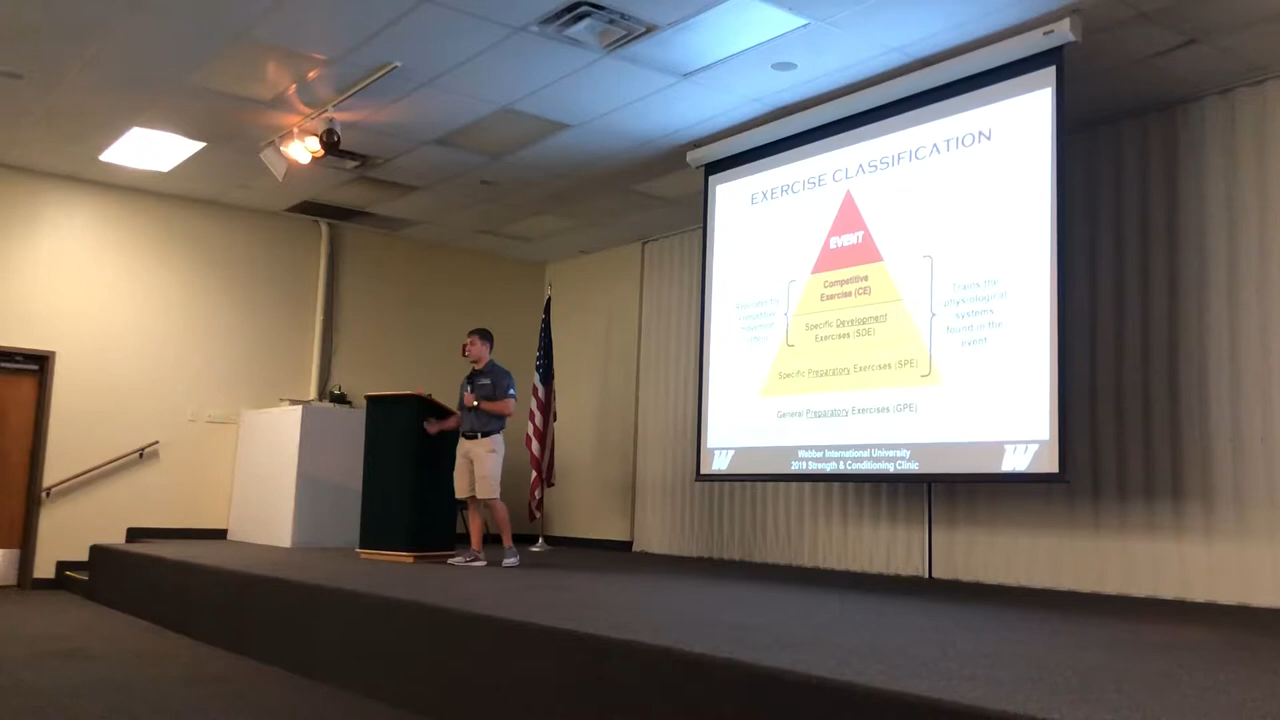 EXERCISE CLASSIFICATION
EVENT
Competitive
Exercise (CE)
Specific Development
Exercises (SDE)
Specific Preparatory Exercises (SPE)
General Preparatory Exercises (GPE)
Trains the
physiological
systems
found in the
event
Webber International University
2019 Strength & Conditioning Clinic
W
W